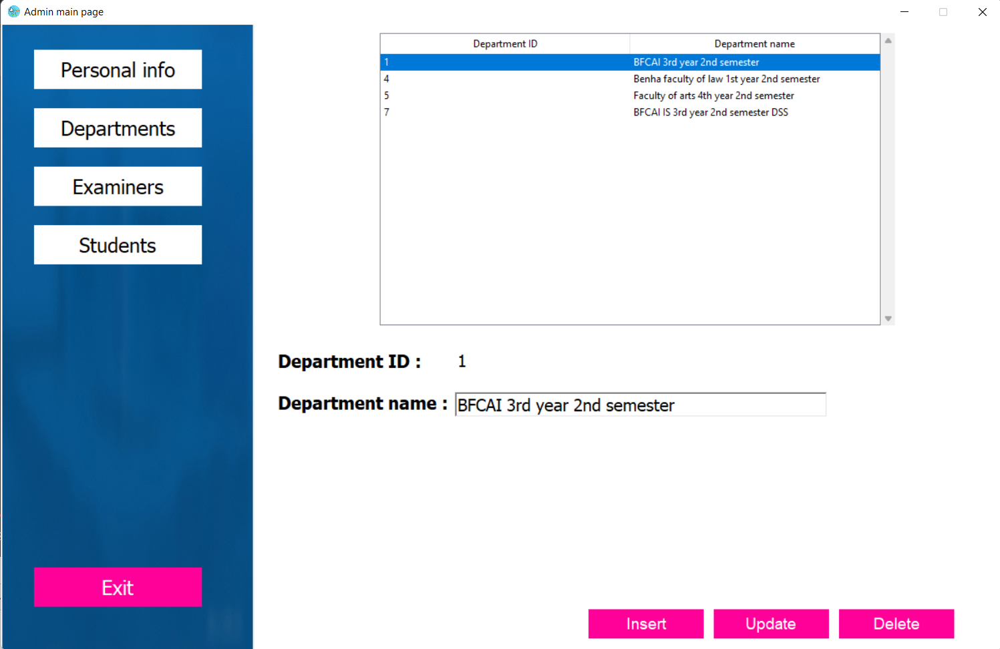 Admin main page
Personal info
Departments
Examiners
Students
Exit
Department ID Department name
1 BFCAI 3rd year 2nd semester
4 Benha faculty of law 1st year 2nd semester
5 Faculty of arts 4th year 2nd semester
7 BFCAI IS 3rd year 2nd semester DSS
Department ID : 1
Department name : BFCAI 3rd year 2nd semester
Insert Update Delete